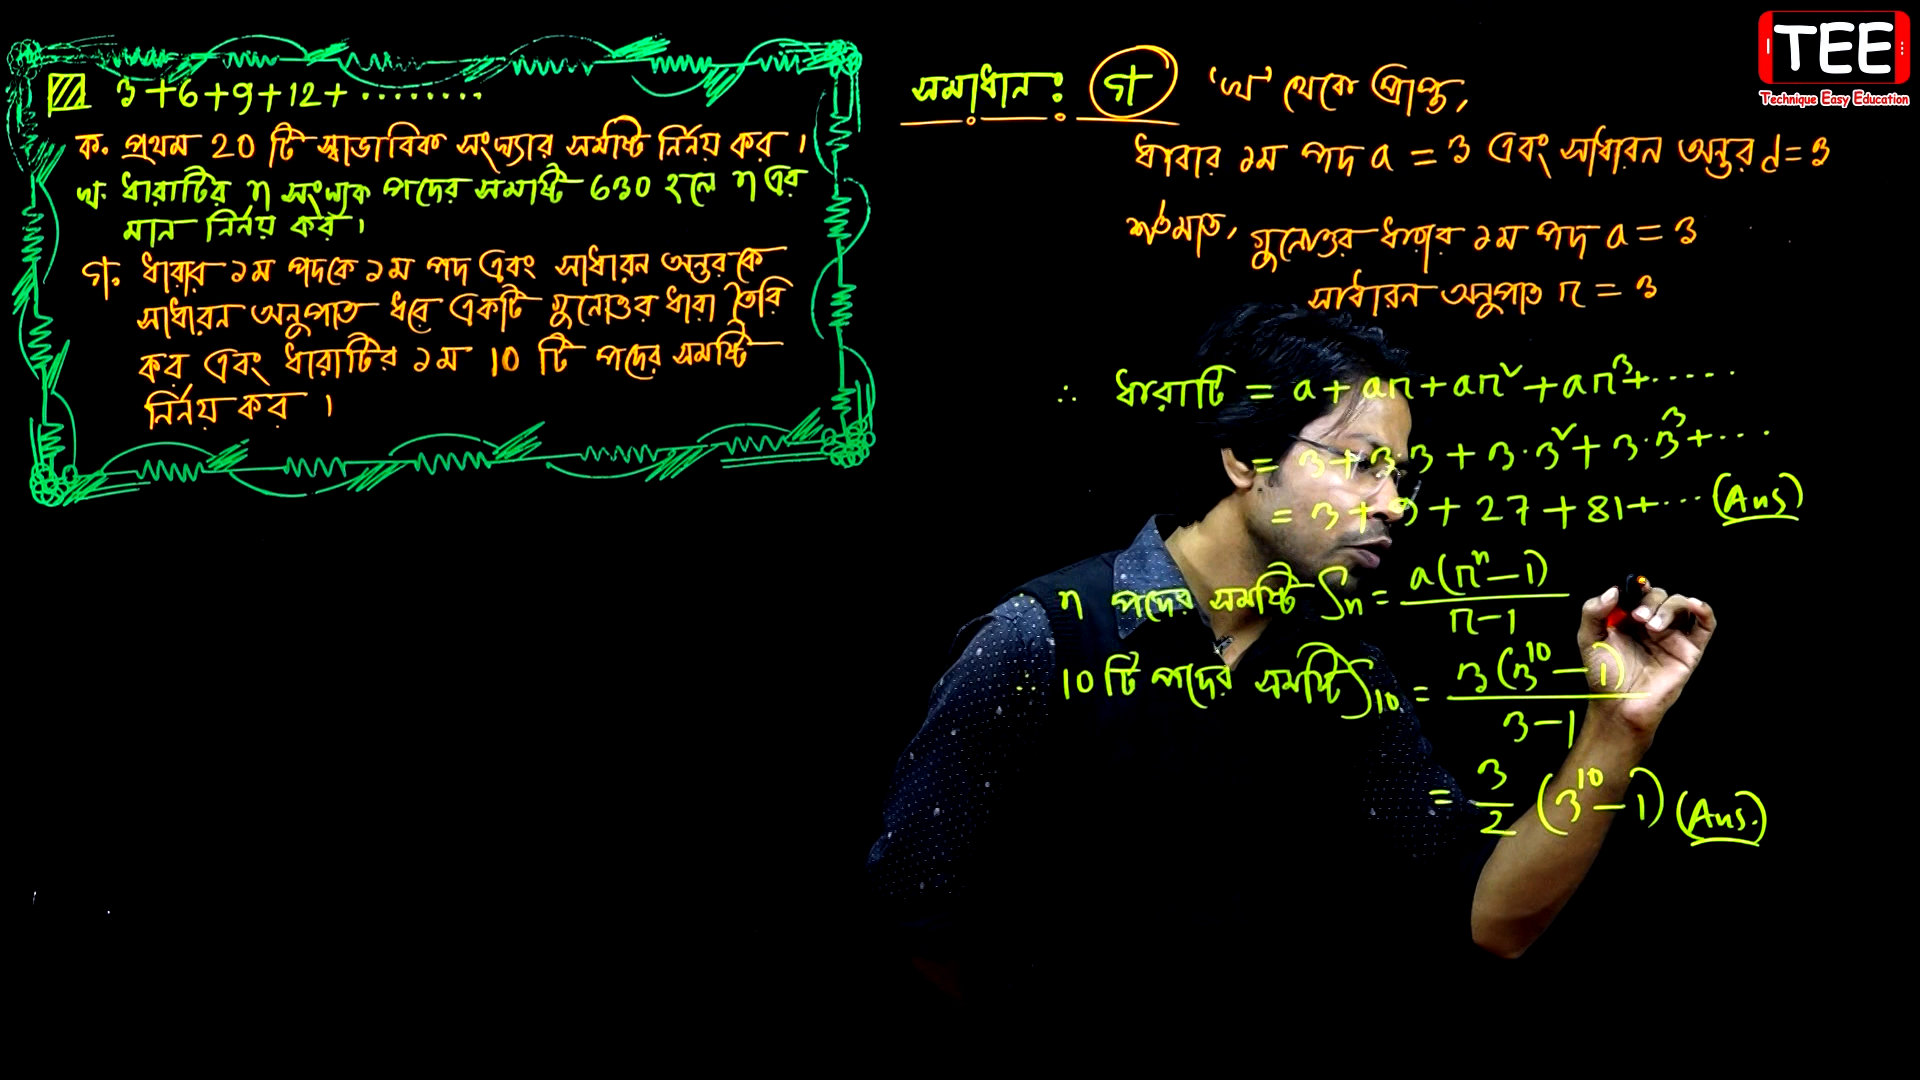 3+6+9+12+ ........
ক. প্রথম 20 টি স্বাভাবিক সংখ্যার সমষ্টি নির্নয় কর।
খ. ধারাটির n সংখ্যক পদের সমষ্টি 630 হলে n এর
মান নির্নয় কর।
গ. ধারার ১ম পদকে ১ম পদ এবং সাধারন অন্তরকে
সাধারন অনুপাত ধরে একটি গুনোত্তর ধারা তৈরি
কর এবং ধারাটির ১ম 10 টি পদের সমষ্টি
নির্নয় কর।
সমাধান: গ 'খ' থেকে প্রাপ্ত,
ধারার ১ম পদ a = 3 এবং সাধারন অন্তর d = 3
শর্তমতে, গুনোত্তর ধারার ১ম পদ a = 3
সাধারন অনুপাত r = 3
∴ ধারাটি = a + ar + ar² + ar³ + .....
= 3 + 3.3 + 3.3² + 3.3³ + ...
= 3 + 9 + 27 + 81 + ... (Ans)
∴ n পদের সমষ্টি Sn = a(rⁿ – 1) / r – 1
∴ 10 টি পদের সমষ্টি S10 = 3(3¹⁰ – 1) / 3 – 1
= 3/2 (3¹⁰ – 1) (Ans.)
TEE
Technique Easy Education